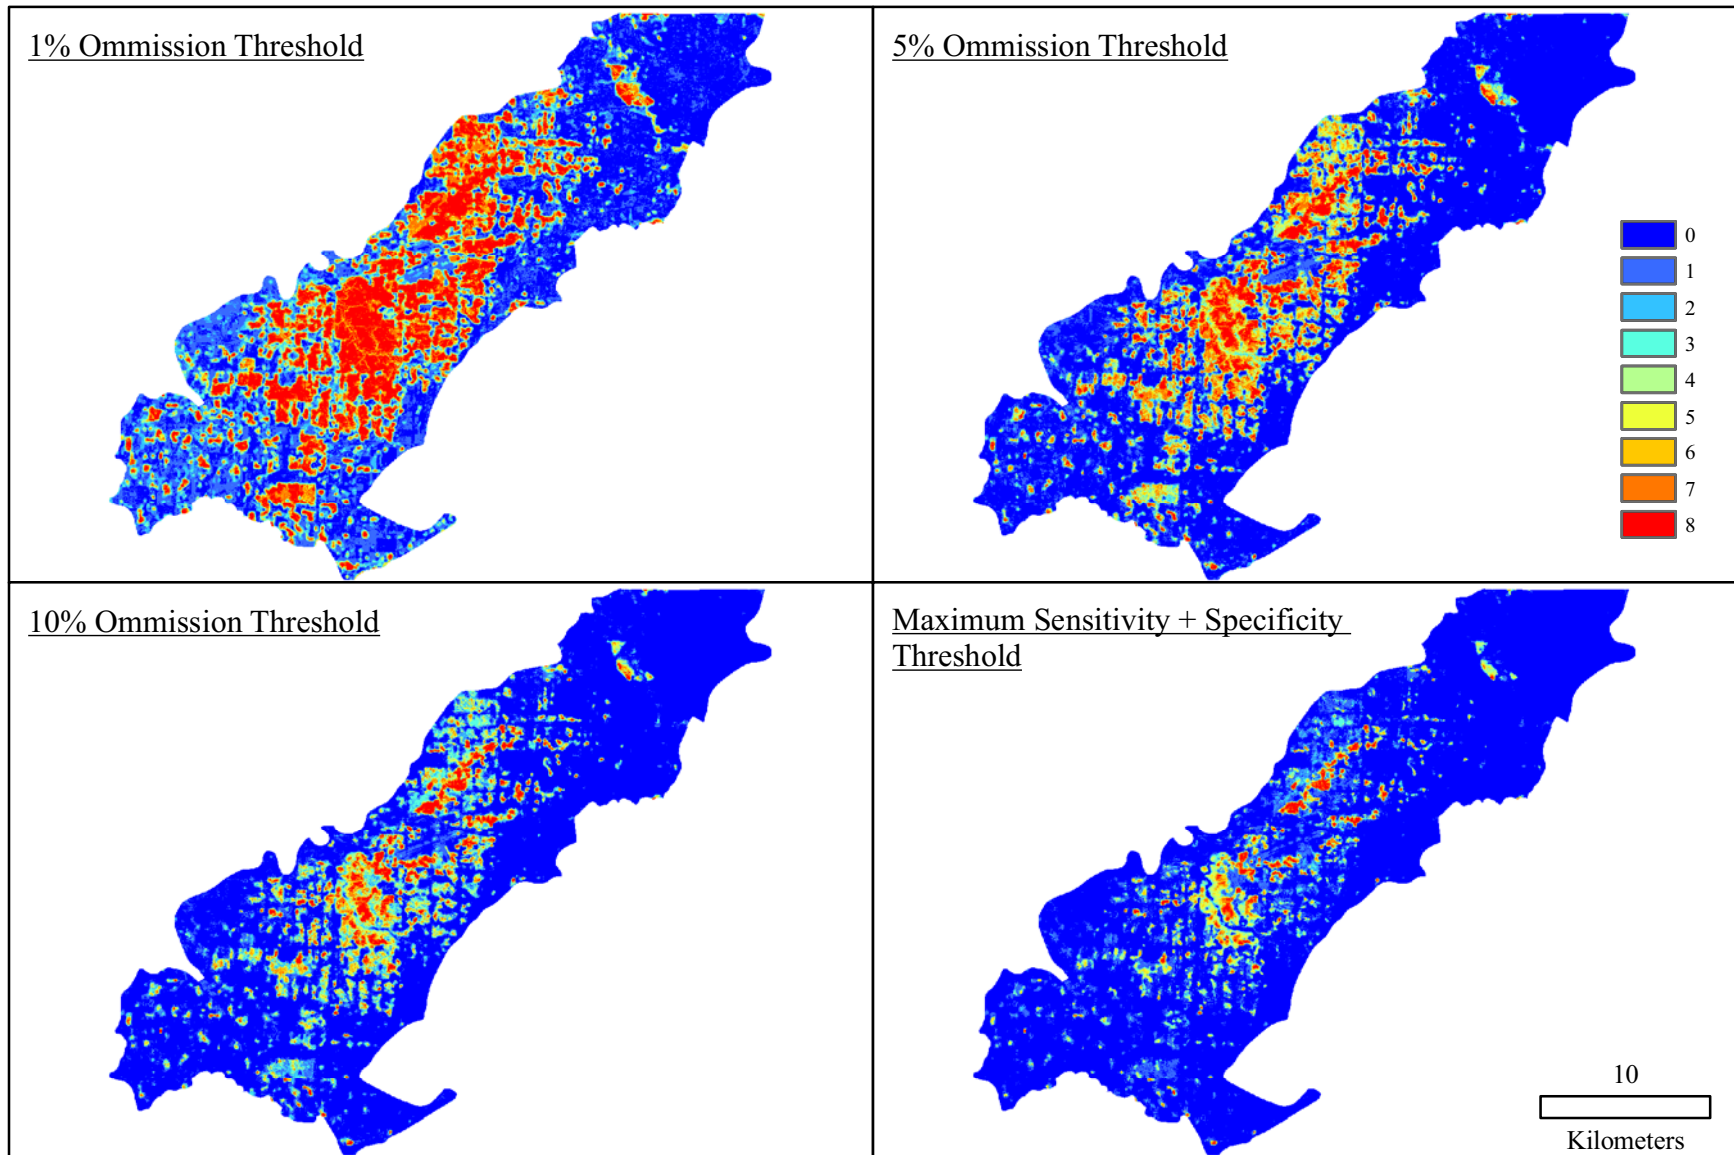 1% Ommission Threshold
5% Ommission Threshold
0
1
2
3
4
5
6
7
8
10% Ommission Threshold
Maximum Sensitivity + Specificity
Threshold
10
Kilometers